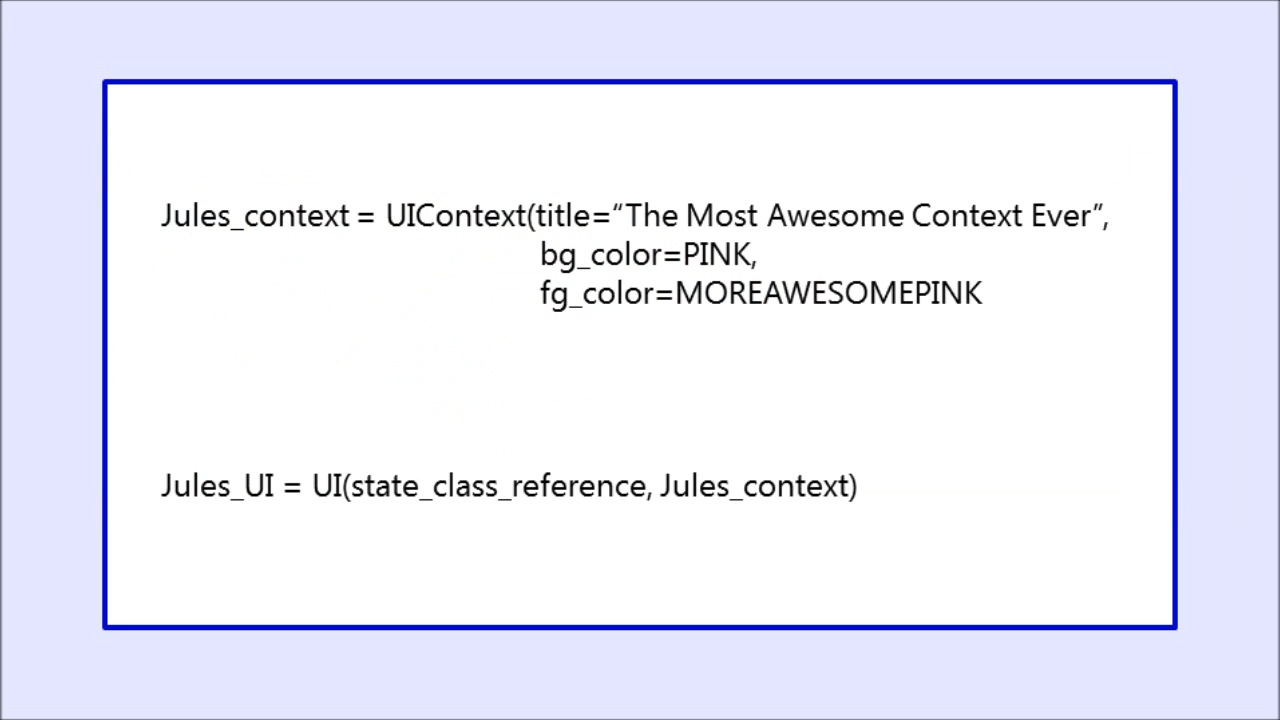 Jules_context = UIContext(title=“The Most Awesome Context Ever”,
bg_color=PINK,
fg_color=MOREAWESOMEPINK
Jules_UI = UI(state_class_reference, Jules_context)